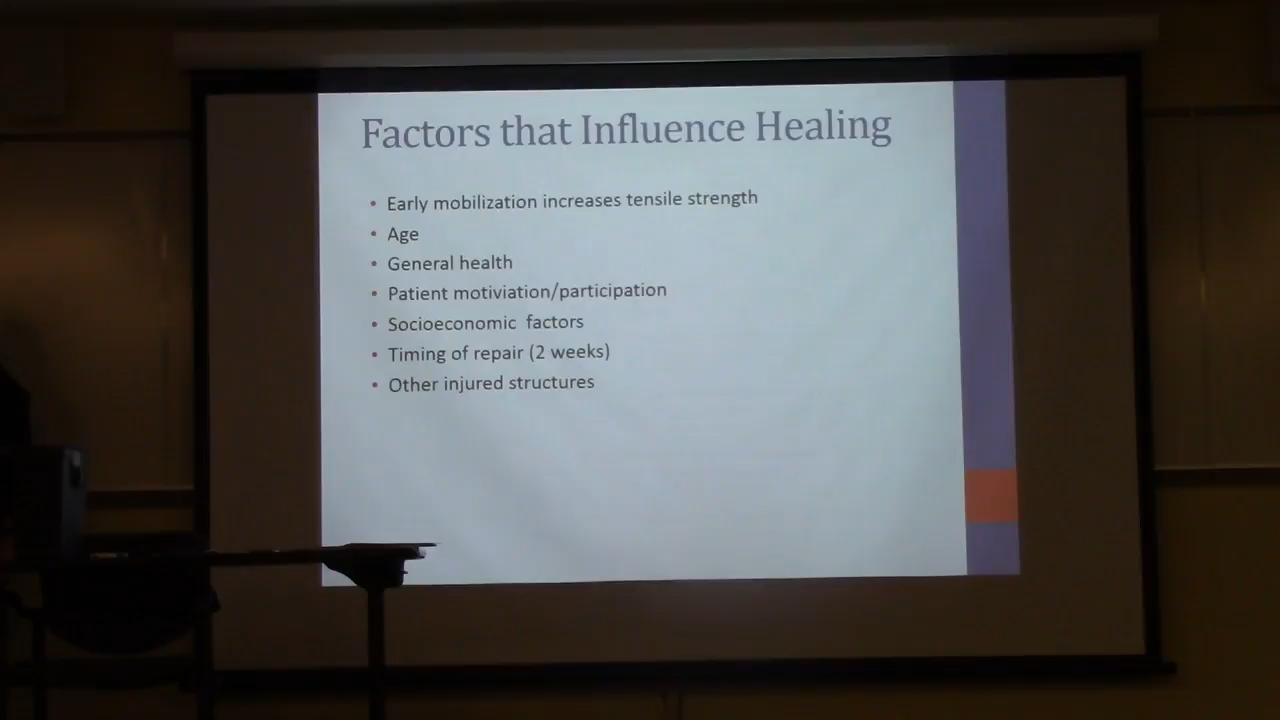 Factors that Influence Healing
• Early mobilization increases tensile strength
• Age
• General health
• Patient motiviation/participation
• Socioeconomic factors
• Timing of repair (2 weeks)
• Other injured structures